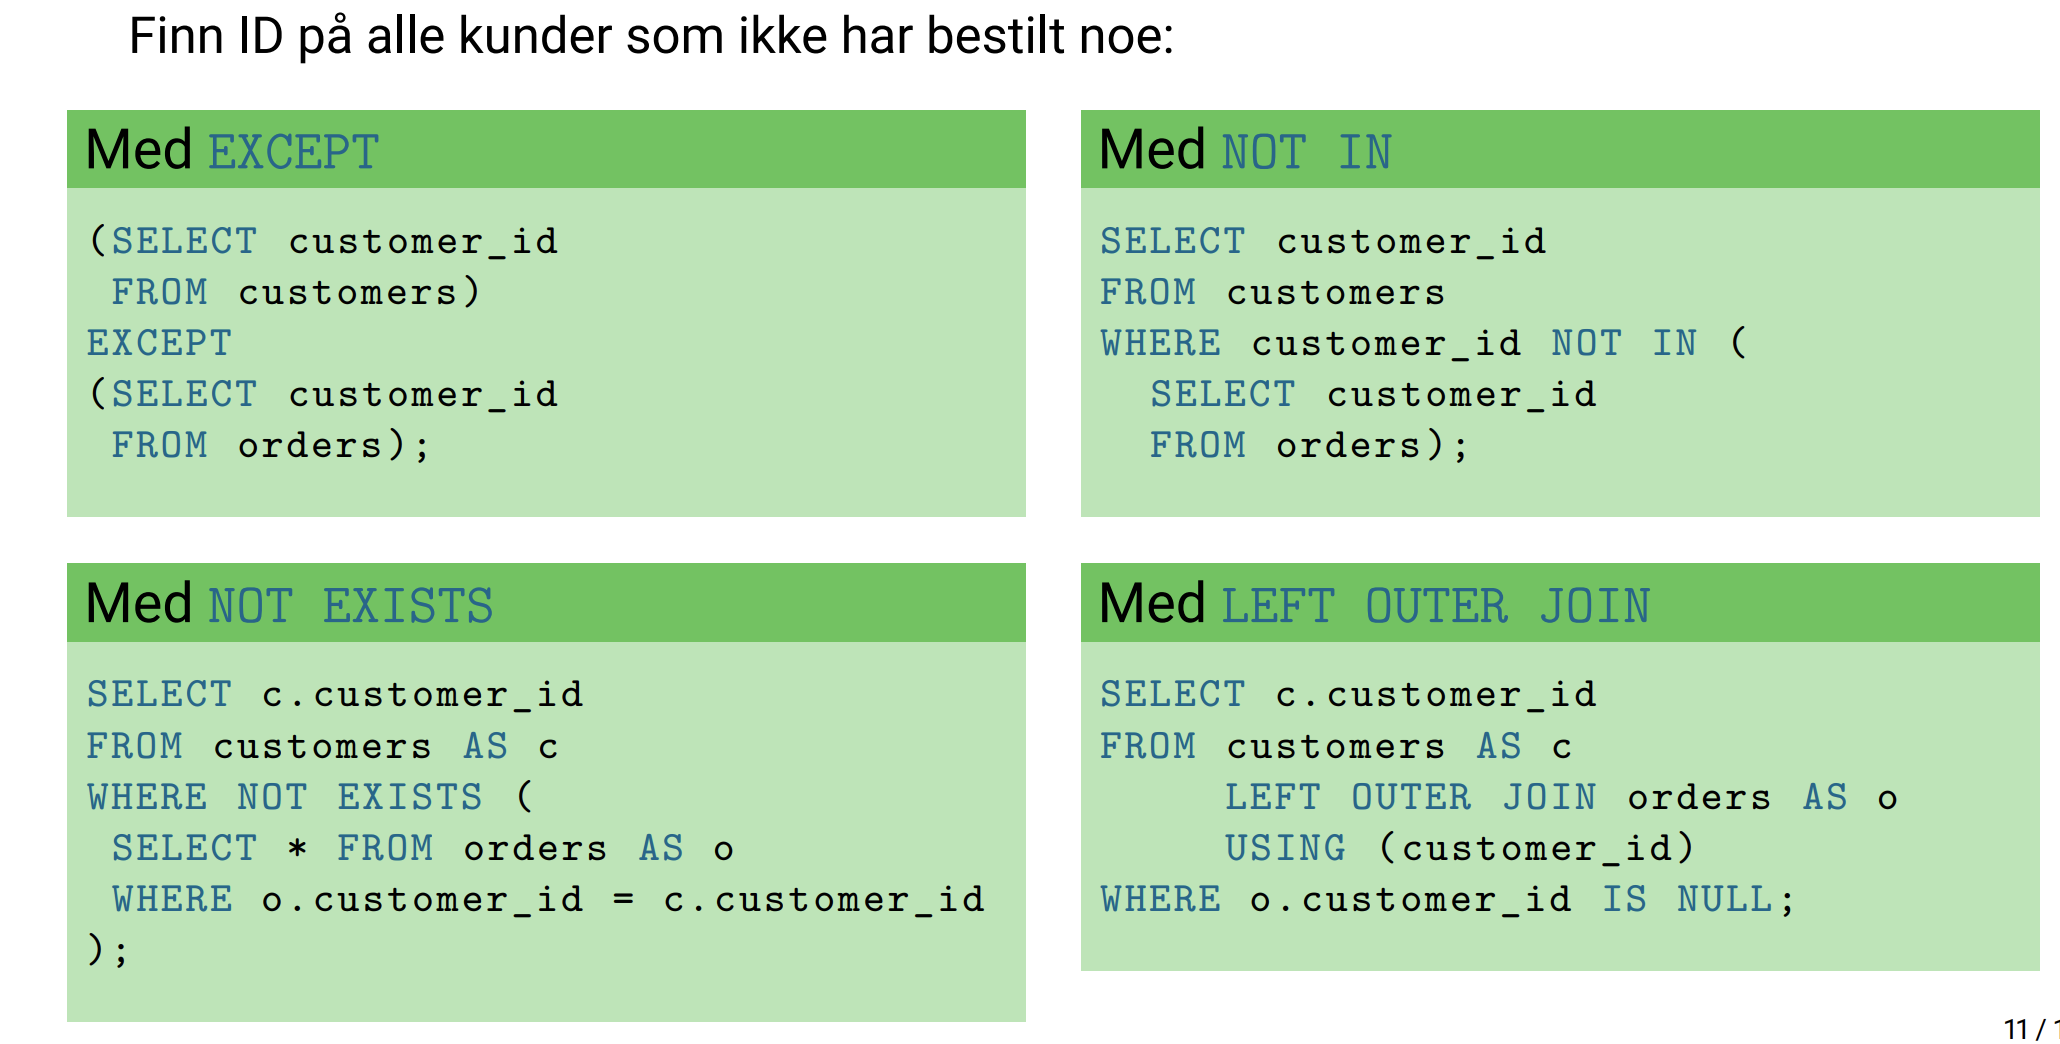 Finn ID på alle kunder som ikke har bestilt noe:
Med EXCEPT
(SELECT customer_id
FROM customers)
EXCEPT
(SELECT customer_id
FROM orders);
Med NOT IN
SELECT customer_id
FROM customers
WHERE customer_id NOT IN (
SELECT customer_id
FROM orders);
Med NOT EXISTS
SELECT c.customer_id
FROM customers AS c
WHERE NOT EXISTS (
SELECT * FROM orders AS o
WHERE o.customer_id = c.customer_id
);
Med LEFT OUTER JOIN
SELECT c.customer_id
FROM customers AS c
LEFT OUTER JOIN orders AS o
USING (customer_id)
WHERE o.customer_id IS NULL;
11 /